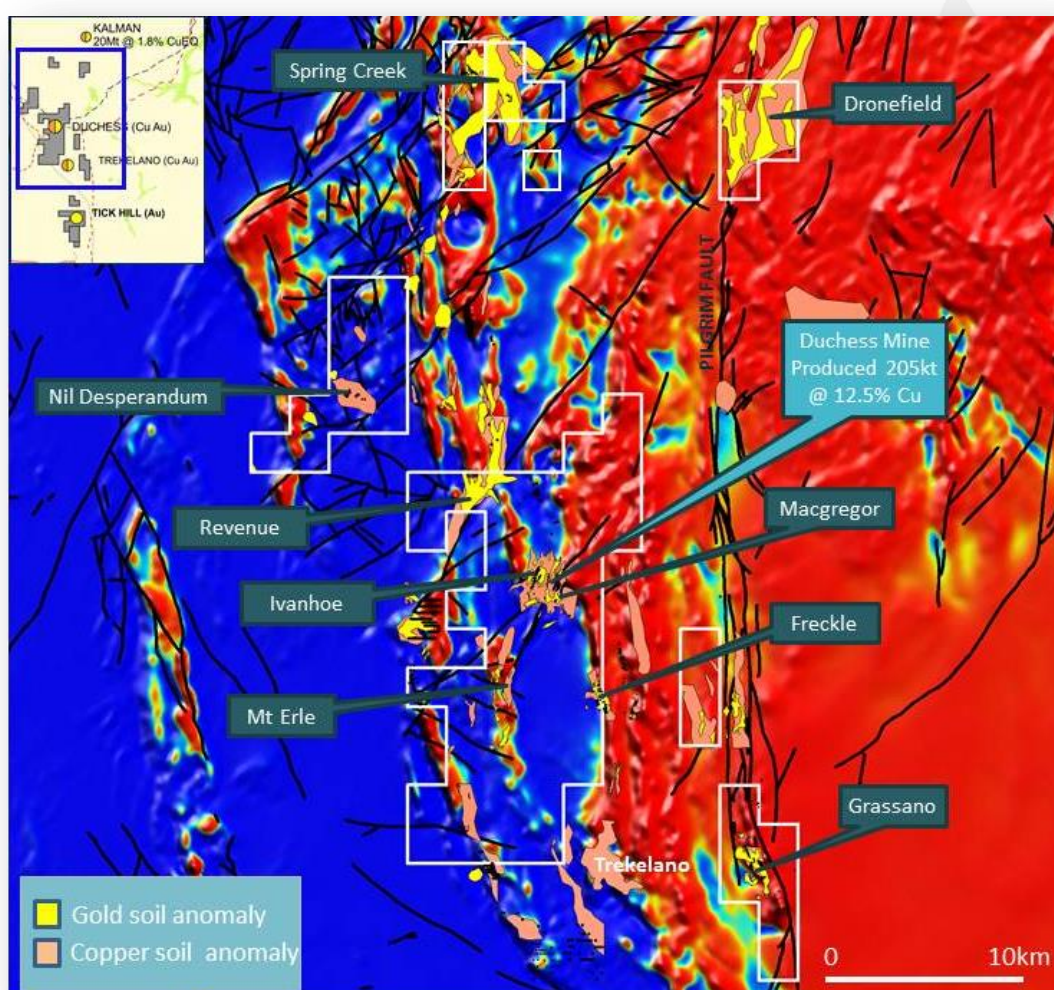 KALMAN
20Mt @ 1.8% CuEQ
DUCHESS (Cu Au)
TREKELANO (Cu Au)
TICK HILL (Au)
Spring Creek
Dronefield
PILGRIM FAULT
Duchess Mine
Produced 205kt
@ 12.5% Cu
Nil Desperandum
Macgregor
Revenue
Ivanhoe
Freckle
Mt Erle
Grassano
Trekelano
Gold soil anomaly
Copper soil anomaly
0 10km